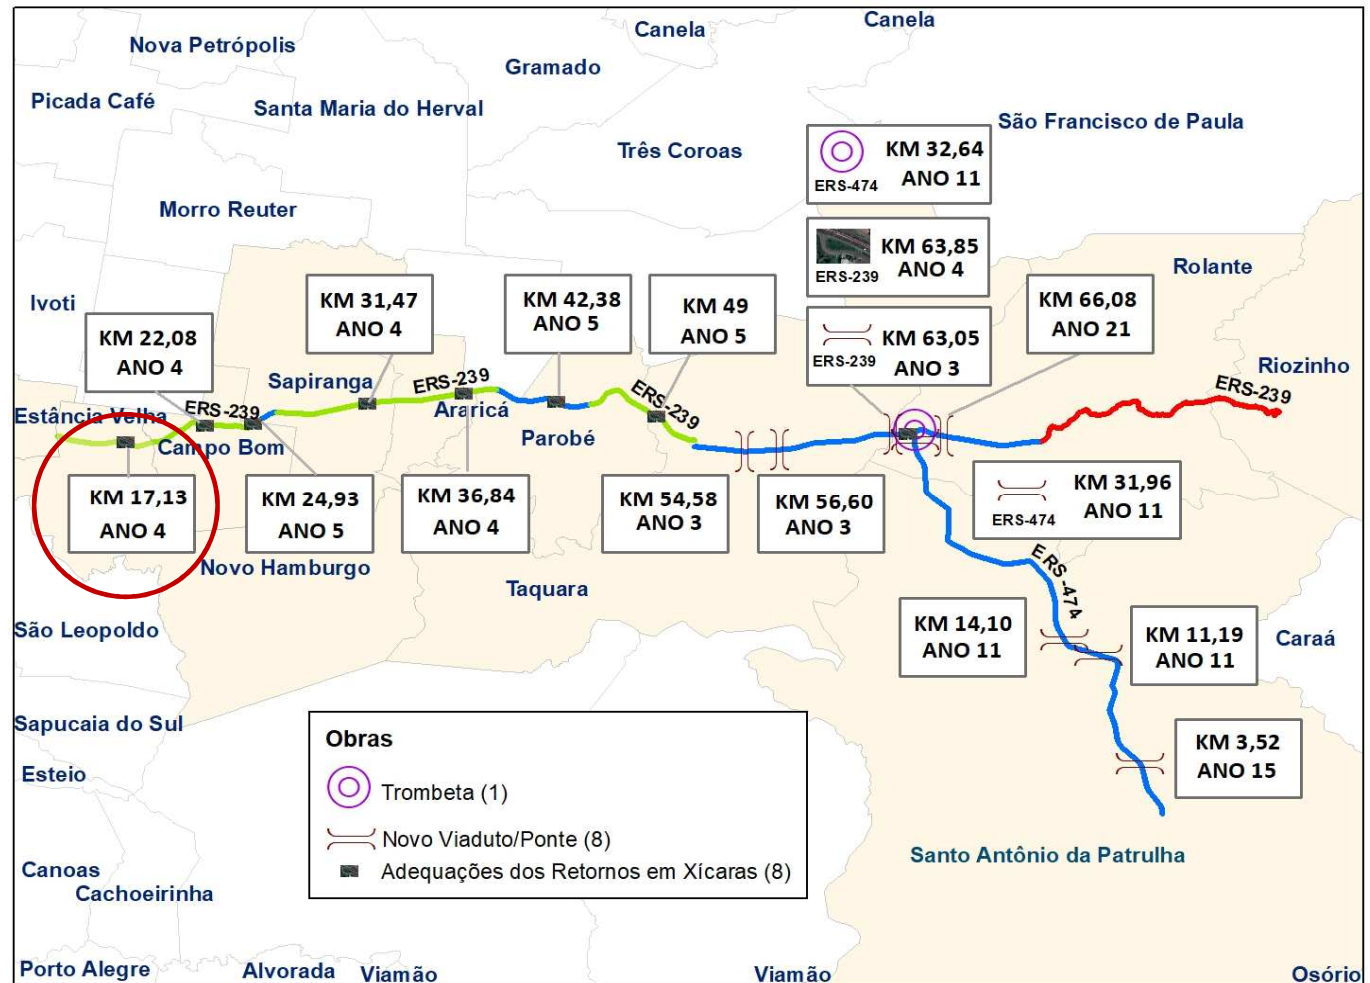 Canela
Canela
Nova Petrópolis
Gramado
Picada Café
Santa Maria do Herval
São Francisco de Paula
Três Coroas
KM 32,64
ANO 11
ERS-474
Morro Reuter
KM 63,85
ANO 4
ERS-239
Rolante
Ivoti
KM 22,08
ANO 4
KM 31,47
ANO 4
KM 42,38
ANO 5
KM 49
ANO 5
KM 63,05
ANO 3
ERS-239
KM 66,08
ANO 21
Riozinho
Sapiranga
ERS-239
Araricá
ERS-239
ERS-239
Estância Velha
ERS-239
Campo Bom
Parobé
KM 17,13
ANO 4
KM 24,93
ANO 5
KM 36,84
ANO 4
KM 54,58
ANO 3
KM 56,60
ANO 3
KM 31,96
ANO 11
ERS-474
Novo Hamburgo
Taquara
ERS-474
São Leopoldo
KM 14,10
ANO 11
KM 11,19
ANO 11
Caraá
Sapucaia do Sul
KM 3,52
ANO 15
Esteio
Obras
Trombeta (1)
Novo Viaduto/Ponte (8)
Adequações dos Retornos em Xícaras (8)
Santo Antônio da Patrulha
Canoas
Cachoeirinha
Porto Alegre
Alvorada
Viamão
Viamão
Osório